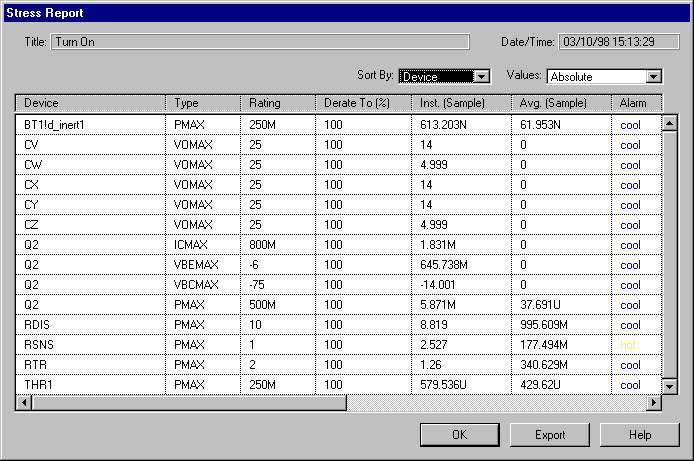 Stress Report
Title: Turn On Date/Time: 03/10/98 15:13:29
Sort By: Device Values: Absolute
Device Type Rating Derate To (%) Inst. (Sample) Avg. (Sample) Alarm
BT1!d_inert1 PMAX 250M 100 613.203N 61.953N cool
CV VOMAX 25 100 14 0 cool
CW VOMAX 25 100 4.999 0 cool
CX VOMAX 25 100 14 0 cool
CY VOMAX 25 100 14 0 cool
CZ VOMAX 25 100 4.999 0 cool
Q2 ICMAX 800M 100 1.831M 0 cool
Q2 VBEMAX -6 100 645.738M 0 cool
Q2 VBCMAX -75 100 -14.001 0 cool
Q2 PMAX 500M 100 5.871M 37.691U cool
RDIS PMAX 10 100 8.819 995.609M cool
RSNS PMAX 1 100 2.527 177.494M hot
RTR PMAX 2 100 1.26 340.629M cool
THR1 PMAX 250M 100 579.536U 429.62U cool
OK Export Help